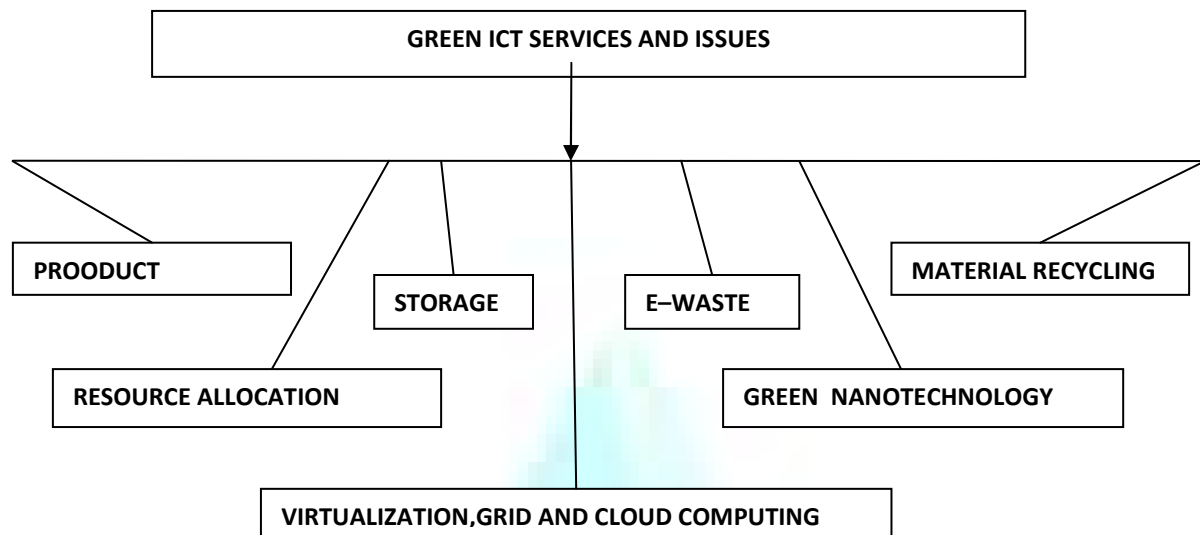 GREEN ICT SERVICES AND ISSUES
PROODUCT
MATERIAL RECYCLING
STORAGE
E–WASTE
RESOURCE ALLOCATION
GREEN NANOTECHNOLOGY
VIRTUALIZATION,GRID AND CLOUD COMPUTING